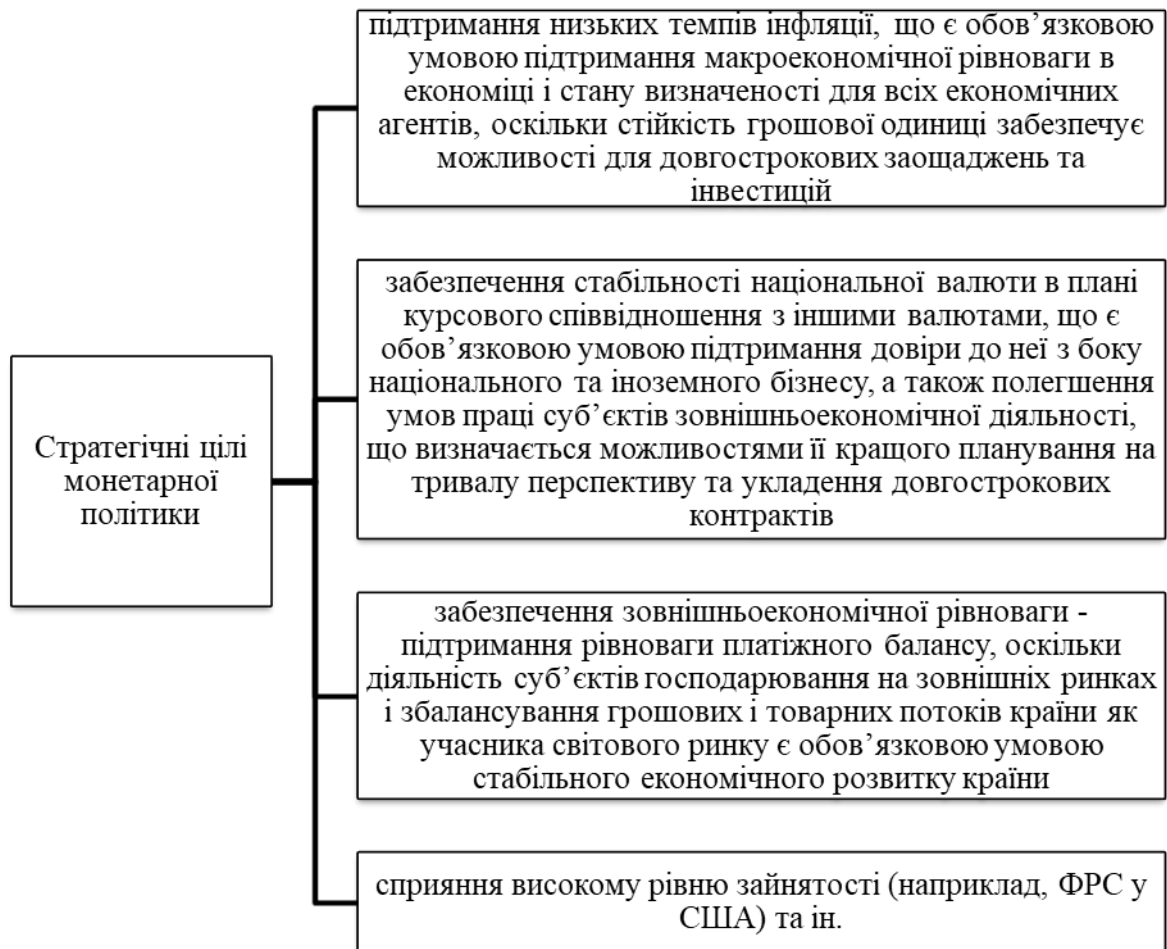 підтримання низьких темпів інфляції, що є обов’язковою
умовою підтримання макроекономічної рівноваги в
економіці і стану визначеності для всіх економічних
агентів, оскільки стійкість грошової одиниці забезпечує
можливості для довгострокових заощаджень та
інвестицій
забезпечення стабільності національної валюти в плані
курсового співвідношення з іншими валютами, що є
обов’язковою умовою підтримання довіри до неї з боку
національного та іноземного бізнесу, а також полегшення
умов праці суб’єктів зовнішньоекономічної діяльності,
що визначається можливостями її кращого планування на
тривалу перспективу та укладення довгострокових
контрактів
Стратегічні цілі
монетарної
політики
забезпечення зовнішньоекономічної рівноваги -
підтримання рівноваги платіжного балансу, оскільки
діяльність суб’єктів господарювання на зовнішніх ринках
і збалансування грошових і товарних потоків країни як
учасника світового ринку є обов’язковою умовою
стабільного економічного розвитку країни
сприяння високому рівню зайнятості (наприклад, ФРС у
США) та ін.